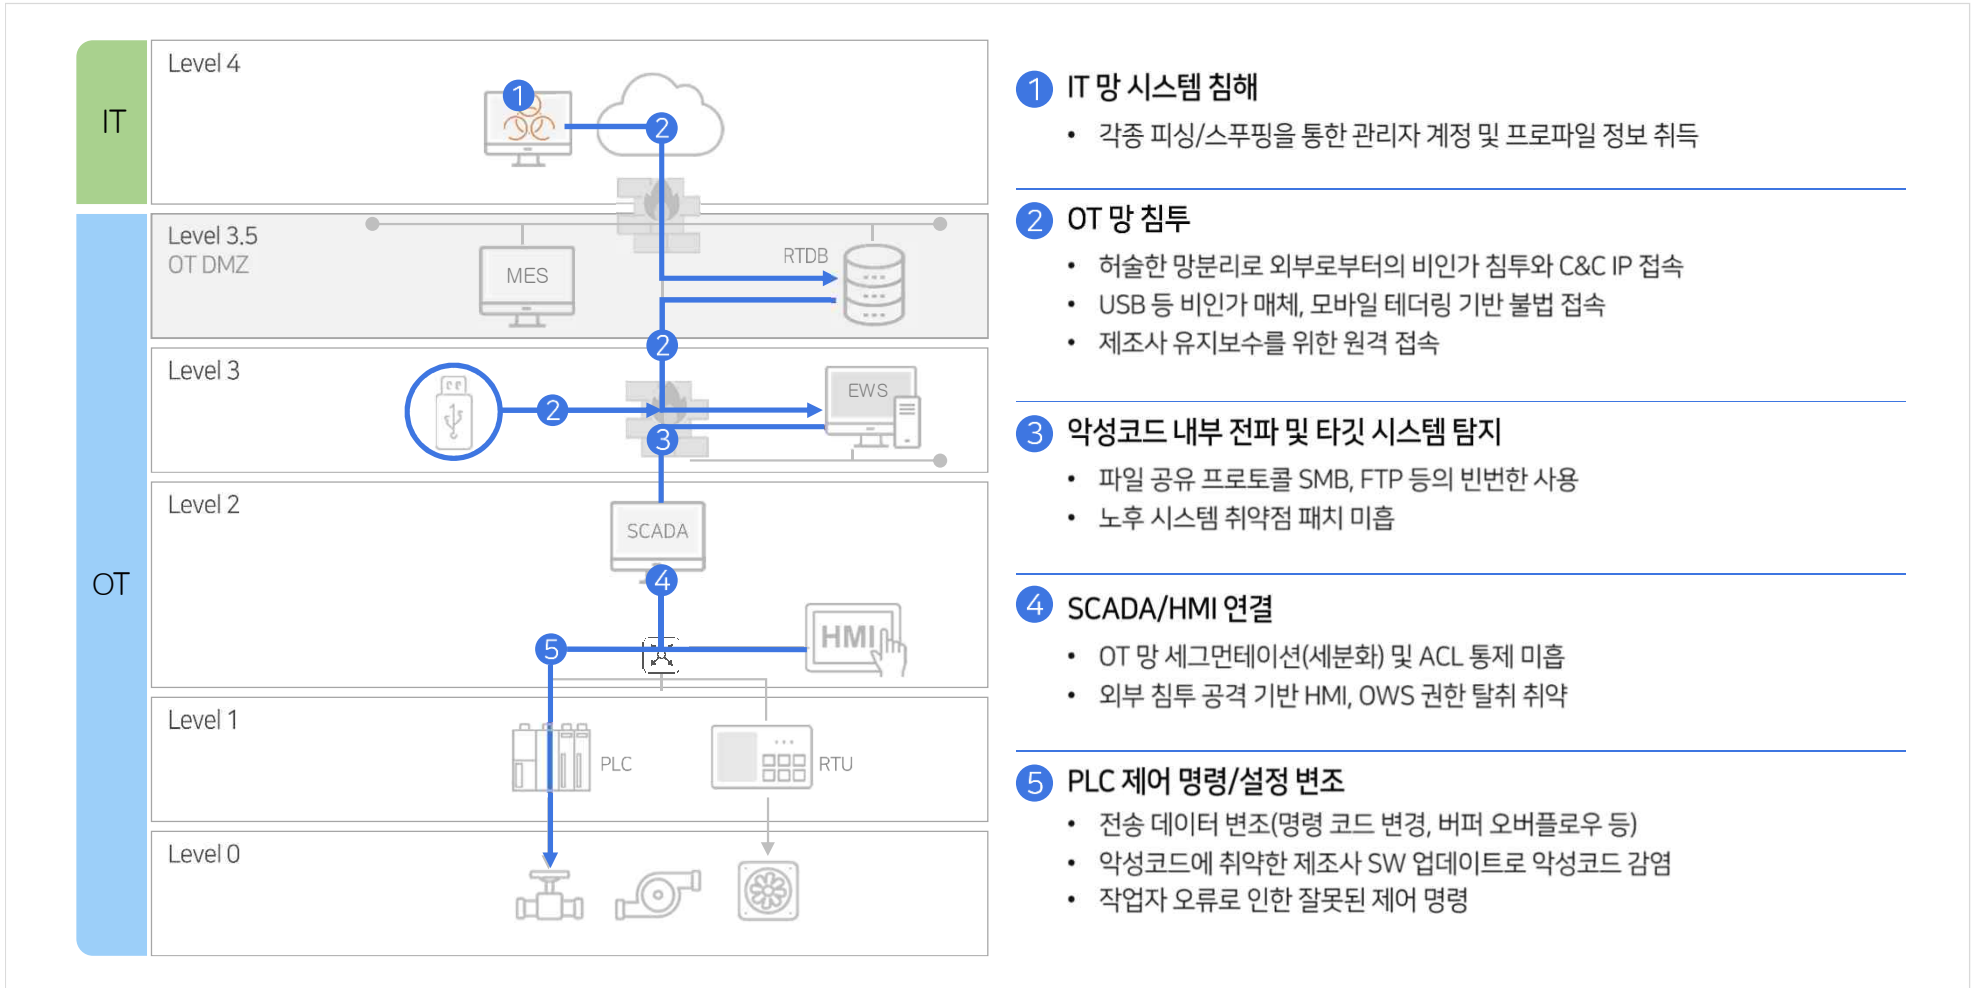 IT
OT
Level 4
1
2
Level 3.5
OT DMZ
MES
RTDB
2
Level 3
2
EWS
3
Level 2
SCADA
4
5
HMI
Level 1
PLC
RTU
Level 0
1 IT 망 시스템 침해
• 각종 피싱/스푸핑을 통한 관리자 계정 및 프로파일 정보 취득
2 OT 망 침투
• 허술한 망분리로 외부로부터의 비인가 침투와 C&C IP 접속
• USB 등 비인가 매체, 모바일 테더링 기반 불법 접속
• 제조사 유지보수를 위한 원격 접속
3 악성코드 내부 전파 및 타깃 시스템 탐지
• 파일 공유 프로토콜 SMB, FTP 등의 빈번한 사용
• 노후 시스템 취약점 패치 미흡
4 SCADA/HMI 연결
• OT 망 세그먼테이션(세분화) 및 ACL 통제 미흡
• 외부 침투 공격 기반 HMI, OWS 권한 탈취 취약
5 PLC 제어 명령/설정 변조
• 전송 데이터 변조(명령 코드 변경, 버퍼 오버플로우 등)
• 악성코드에 취약한 제조사 SW 업데이트로 악성코드 감염
• 작업자 오류로 인한 잘못된 제어 명령